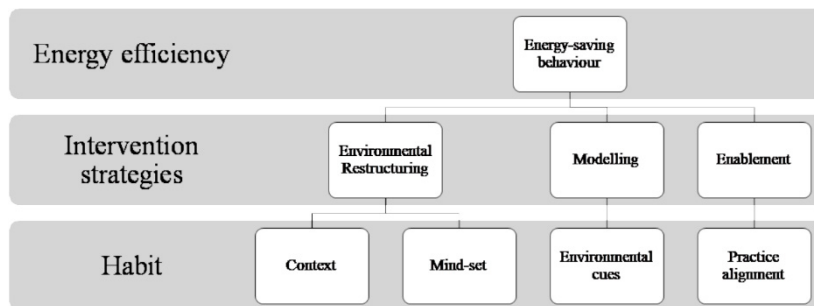 Energy efficiency
Energy-saving
behaviour
Intervention
strategies
Environmental
Restructuring
Modelling
Enablement
Habit
Context
Mind-set
Environmental
cues
Practice
alignment